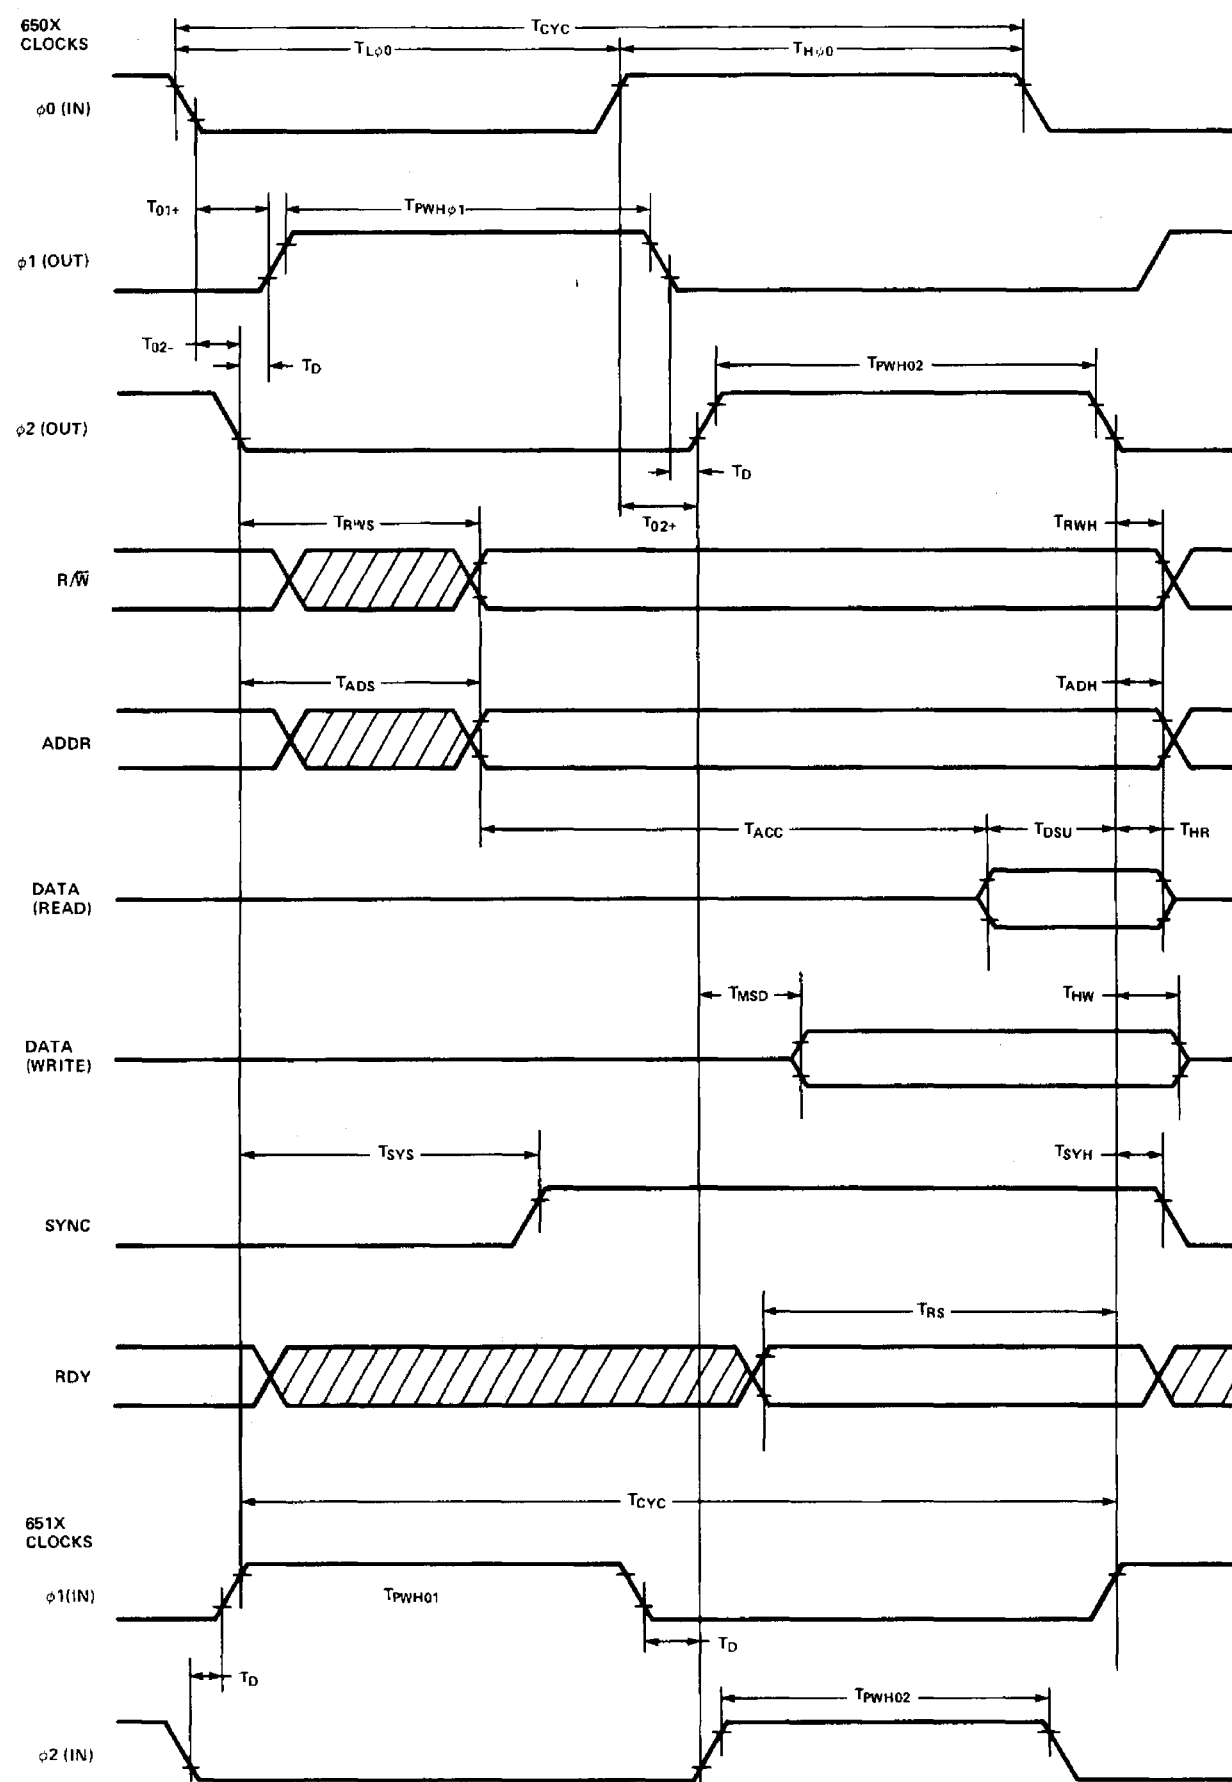 650X
CLOCKS
TCYC
TLφ0
THφ0
φ0 (IN)
T01+
TPWHφ1
φ1 (OUT)
T02-
TD
TPWH02
φ2 (OUT)
TD
T02+
TRWS
TRWH
R/W̅
TADS
TADH
ADDR
TACC
TDSU
THR
DATA
(READ)
TMSD
THW
DATA
(WRITE)
TSYS
TSYH
SYNC
TRS
RDY
TCYC
651X
CLOCKS
φ1(IN)
TPWH01
TD
TD
TPWH02
φ2 (IN)